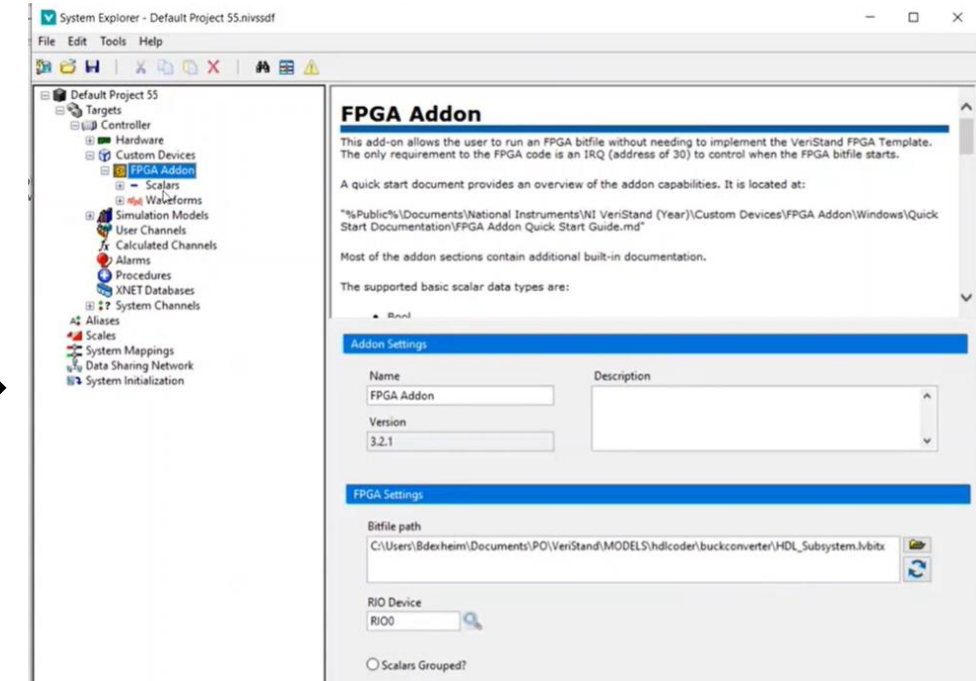 System Explorer - Default Project 55.nivssdf
File Edit Tools Help
Default Project 55
Targets
Controller
Hardware
Custom Devices
FPGA Addon
Scalars
Waveforms
Simulation Models
User Channels
Calculated Channels
Alarms
Procedures
XNET Databases
System Channels
Aliases
Scales
System Mappings
Data Sharing Network
System Initialization
FPGA Addon
This add-on allows the user to run an FPGA bitfile without needing to implement the VeriStand FPGA Template.
The only requirement to the FPGA code is an IRQ (address of 30) to control when the FPGA bitfile starts.
A quick start document provides an overview of the addon capabilities. It is located at:
"%Public%\Documents\National Instruments\NI VeriStand (Year)\Custom Devices\FPGA Addon\Windows\Quick
Start Documentation\FPGA Addon Quick Start Guide.md"
Most of the addon sections contain additional built-in documentation.
The supported basic scalar data types are:
• Bool
Addon Settings
Name
FPGA Addon
Description
Version
3.2.1
FPGA Settings
Bitfile path
C:\Users\Bdexheim\Documents\PO\VeriStand\MODELS\hdlcoder\buckconverter\HDL_Subsystem.lvbitx
RIO Device
RIO0
Scalars Grouped?